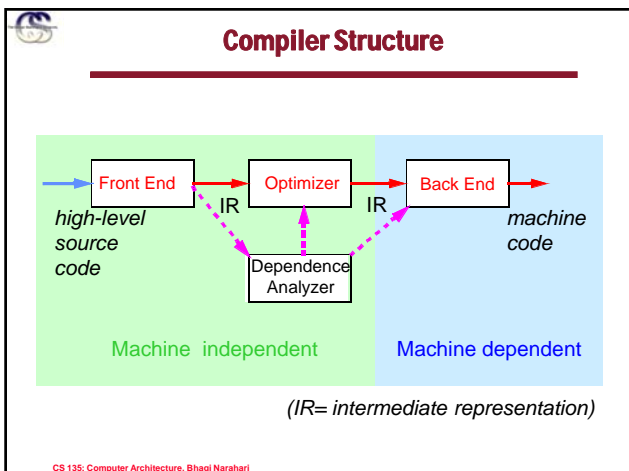 Compiler Structure
Front End
Optimizer
Back End
IR
IR
high-level
source
code
machine
code
Dependence
Analyzer
Machine independent
Machine dependent
(IR= intermediate representation)
CS 135: Computer Architecture, Bhagi Narahari